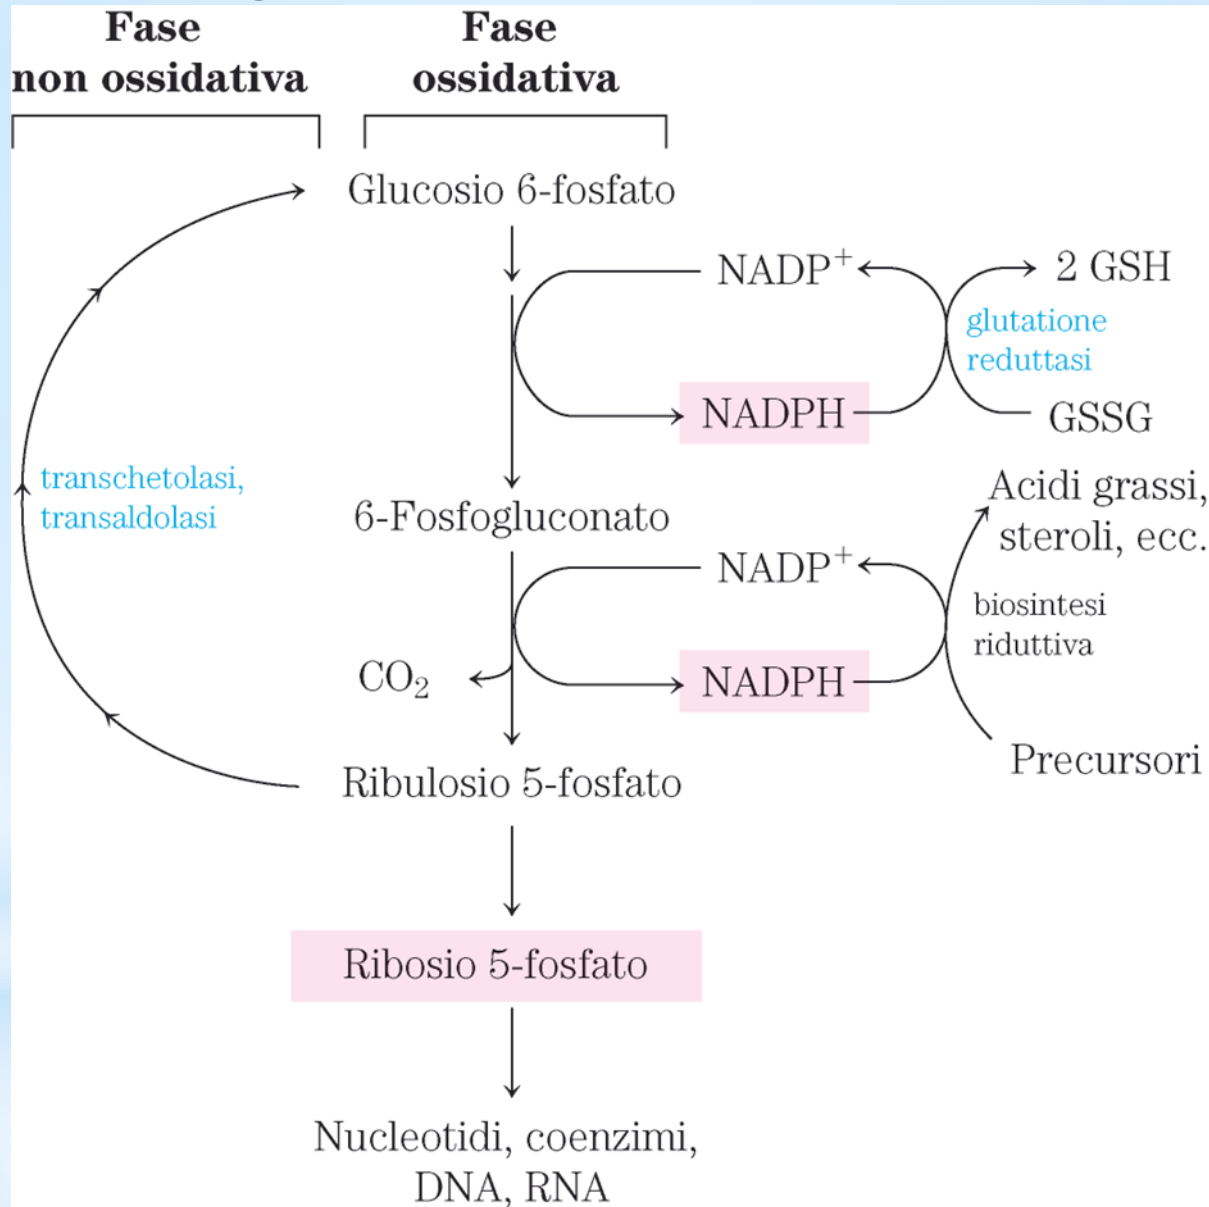 Fase
non ossidativa
Fase
ossidativa
Glucosio 6-fosfato
NADP⁺
2 GSH
glutatione
reduttasi
NADPH
GSSG
transchetolasi,
transaldolasi
6-Fosfogluconato
Acidi grassi,
steroli, ecc.
NADP⁺
biosintesi
riduttiva
CO₂
NADPH
Precursori
Ribulosio 5-fosfato
Ribosio 5-fosfato
Nucleotidi, coenzimi,
DNA, RNA